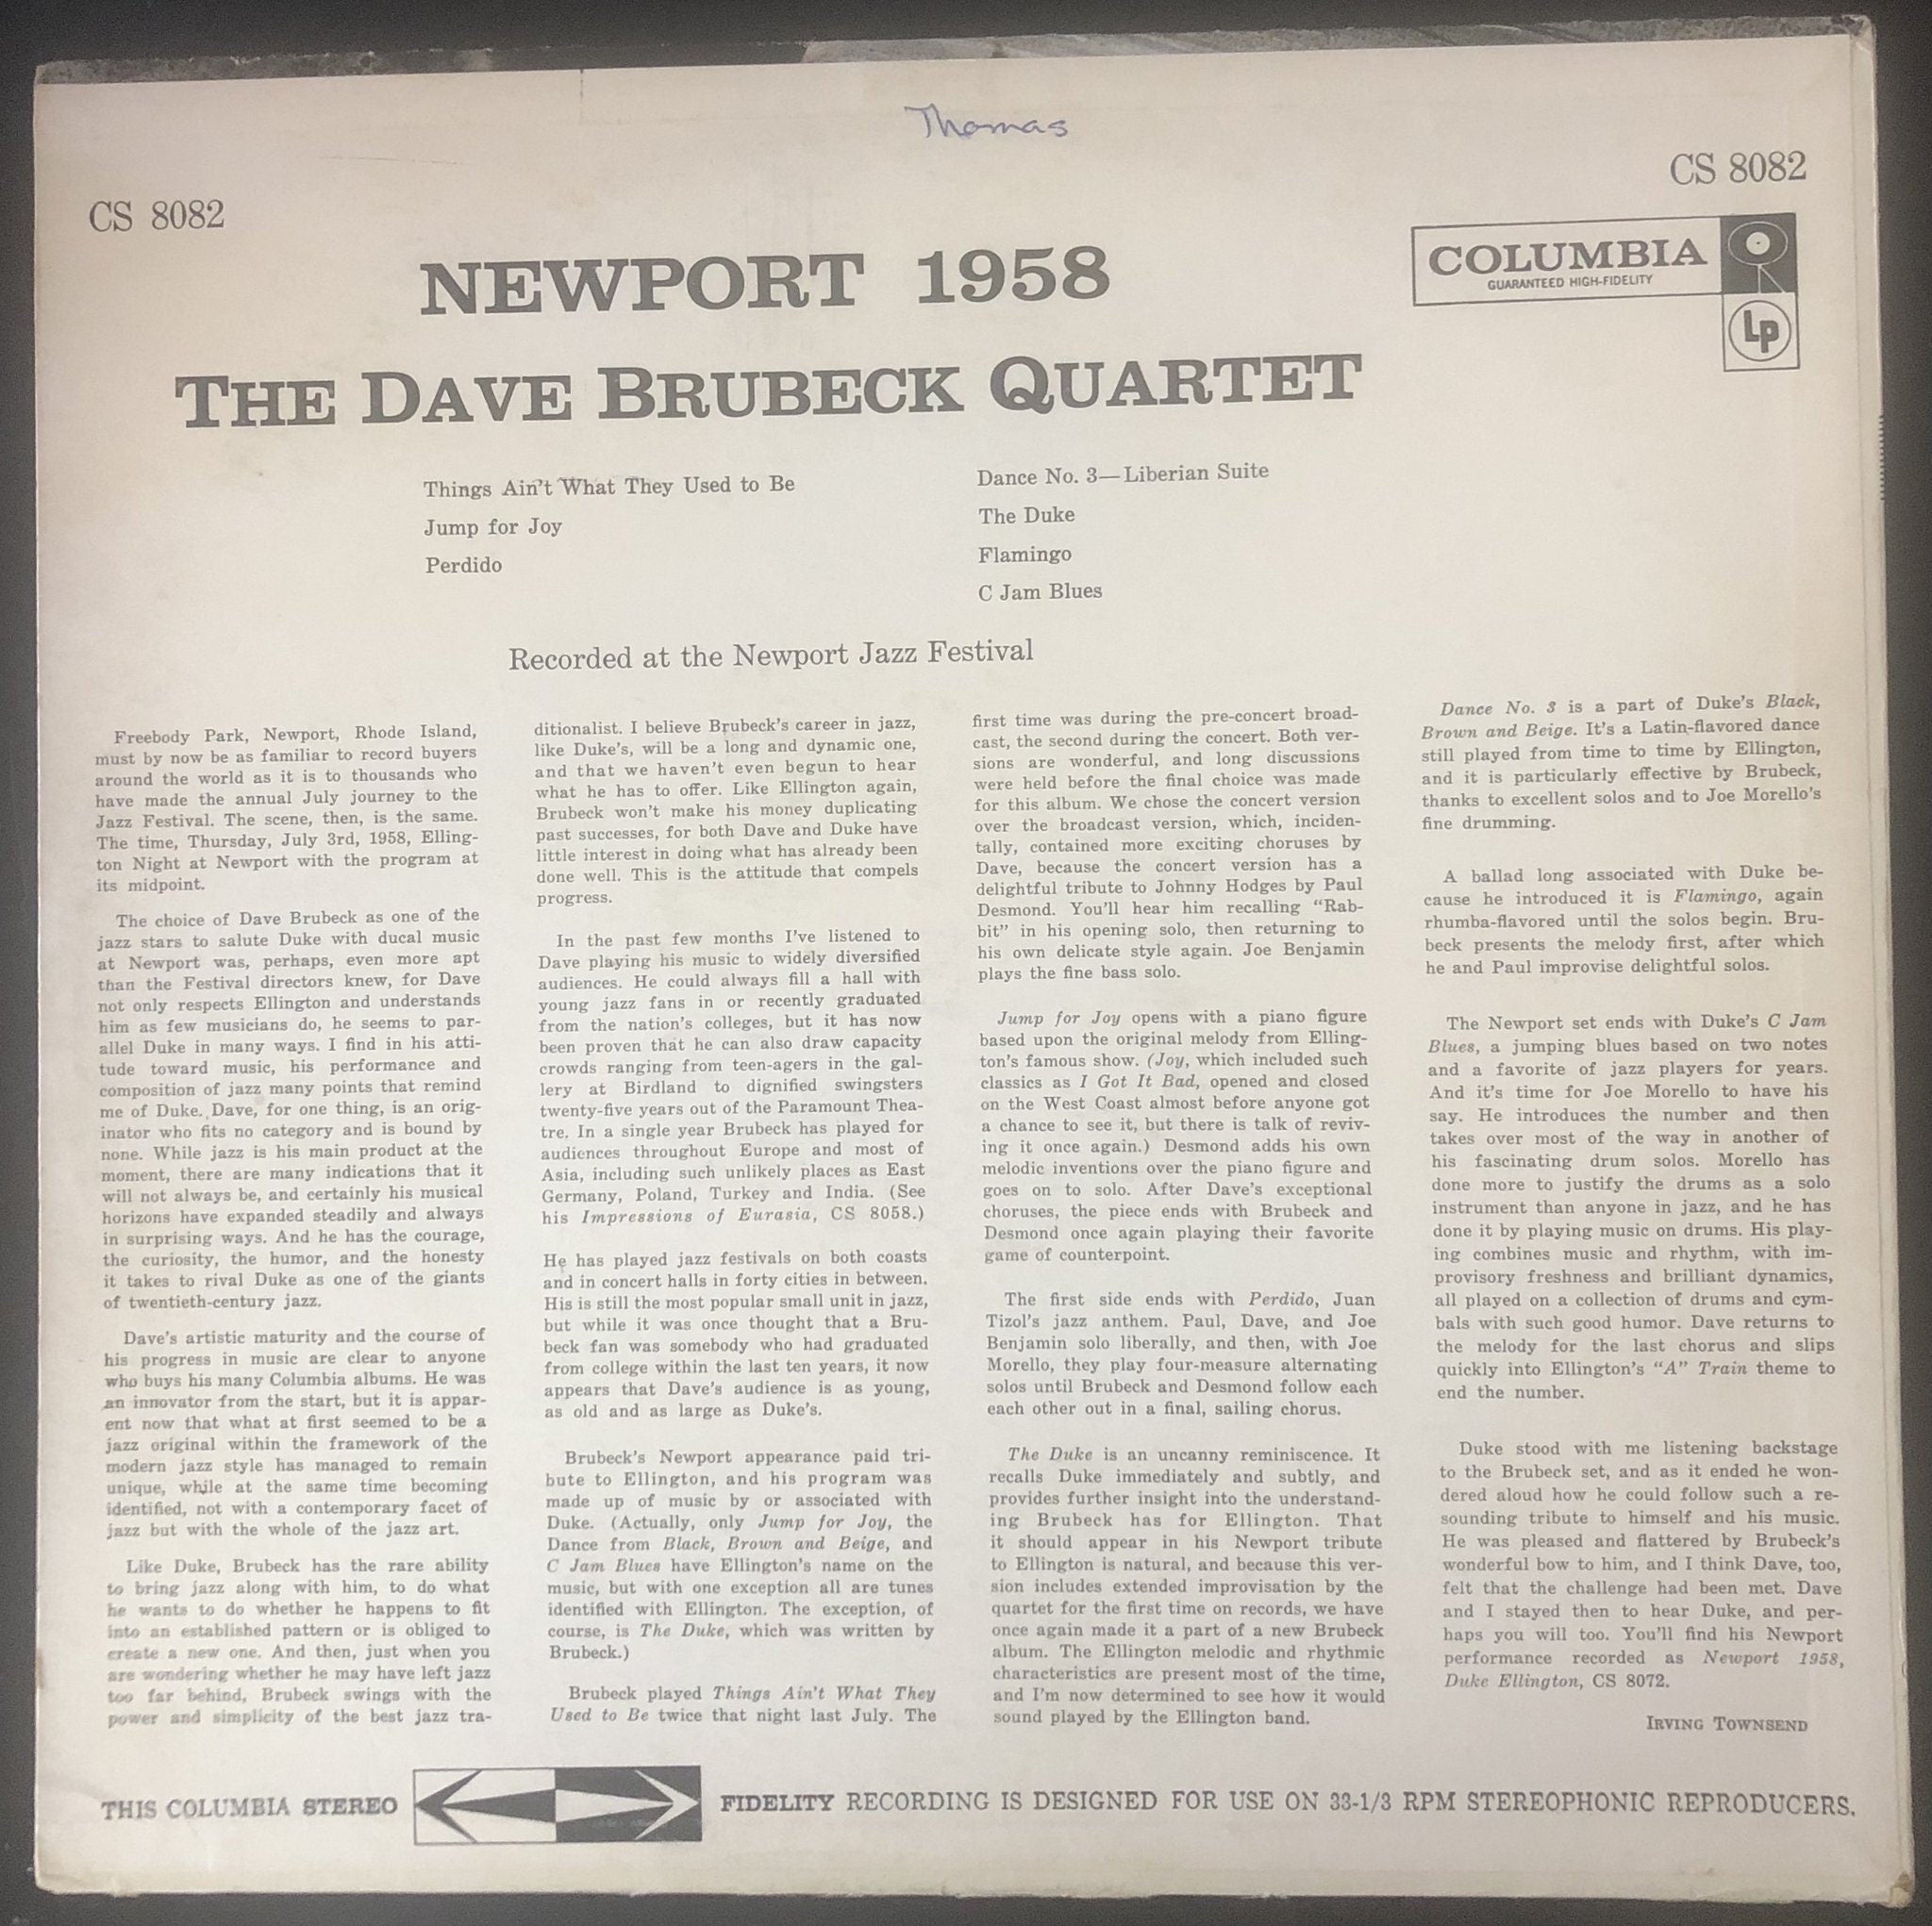 Thomas
CS 8082
CS 8082
COLUMBIA
GUARANTEED HIGH-FIDELITY
Lp
NEWPORT 1958
THE DAVE BRUBECK QUARTET
Things Ain't What They Used to Be
Jump for Joy
Perdido
Dance No. 3—Liberian Suite
The Duke
Flamingo
C Jam Blues
Recorded at the Newport Jazz Festival
Freebody Park, Newport, Rhode Island,
must by now be as familiar to record buyers
around the world as it is to thousands who
have made the annual July journey to the
Jazz Festival. The scene, then, is the same.
The time, Thursday, July 3rd, 1958, Elling-
ton Night at Newport with the program at
its midpoint.
The choice of Dave Brubeck as one of the
jazz stars to salute Duke with ducal music
at Newport was, perhaps, even more apt
than the Festival directors knew, for Dave
not only respects Ellington and understands
him as few musicians do, he seems to par-
allel Duke in many ways. I find in his atti-
tude toward music, his performance and
composition of jazz many points that remind
me of Duke. Dave, for one thing, is an orig-
inator who fits no category and is bound by
none. While jazz is his main product at the
moment, there are many indications that it
will not always be, and certainly his musical
horizons have expanded steadily and always
in surprising ways. And he has the courage,
the curiosity, the humor, and the honesty
it takes to rival Duke as one of the giants
of twentieth-century jazz.
Dave's artistic maturity and the course of
his progress in music are clear to anyone
who buys his many Columbia albums. He was
an innovator from the start, but it is appar-
ent now that what at first seemed to be a
jazz original within the framework of the
modern jazz style has managed to remain
unique, while at the same time becoming
identified, not with a contemporary facet of
jazz but with the whole of the jazz art.
Like Duke, Brubeck has the rare ability
to bring jazz along with him, to do what
he wants to do whether he happens to fit
into an established pattern or is obliged to
create a new one. And then, just when you
are wondering whether he may have left jazz
too far behind, Brubeck swings with the
power and simplicity of the best jazz tra-
ditionalist. I believe Brubeck's career in jazz,
like Duke's, will be a long and dynamic one,
and that we haven't even begun to hear
what he has to offer. Like Ellington again,
Brubeck won't make his money duplicating
past successes, for both Dave and Duke have
little interest in doing what has already been
done well. This is the attitude that compels
progress.
In the past few months I've listened to
Dave playing his music to widely diversified
audiences. He could always fill a hall with
young jazz fans in or recently graduated
from the nation's colleges, but it has now
been proven that he can also draw capacity
crowds ranging from teen-agers in the gal-
lery at Birdland to dignified swingsters
twenty-five years out of the Paramount Thea-
tre. In a single year Brubeck has played for
audiences throughout Europe and most of
Asia, including such unlikely places as East
Germany, Poland, Turkey and India. (See
his Impressions of Eurasia, CS 8058.)
He has played jazz festivals on both coasts
and in concert halls in forty cities in between.
His is still the most popular small unit in jazz,
but while it was once thought that a Bru-
beck fan was somebody who had graduated
from college within the last ten years, it now
appears that Dave's audience is as young,
as old and as large as Duke's.
Brubeck's Newport appearance paid tri-
bute to Ellington, and his program was
made up of music by or associated with
Duke. (Actually, only Jump for Joy, the
Dance from Black, Brown and Beige, and
C Jam Blues have Ellington's name on the
music, but with one exception all are tunes
identified with Ellington. The exception, of
course, is The Duke, which was written by
Brubeck.)
Brubeck played Things Ain't What They
Used to Be twice that night last July. The
first time was during the pre-concert broad-
cast, the second during the concert. Both ver-
sions are wonderful, and long discussions
were held before the final choice was made
for this album. We chose the concert version
over the broadcast version, which, inciden-
tally, contained more exciting choruses by
Dave, because the concert version has a
delightful tribute to Johnny Hodges by Paul
Desmond. You'll hear him recalling “Rab-
bit” in his opening solo, then returning to
his own delicate style again. Joe Benjamin
plays the fine bass solo.
Jump for Joy opens with a piano figure
based upon the original melody from Elling-
ton's famous show. (Joy, which included such
classics as I Got It Bad, opened and closed
on the West Coast almost before anyone got
a chance to see it, but there is talk of reviv-
ing it once again.) Desmond adds his own
melodic inventions over the piano figure and
goes on to solo. After Dave's exceptional
choruses, the piece ends with Brubeck and
Desmond once again playing their favorite
game of counterpoint.
The first side ends with Perdido, Juan
Tizol's jazz anthem. Paul, Dave, and Joe
Benjamin solo liberally, and then, with Joe
Morello, they play four-measure alternating
solos until Brubeck and Desmond follow each
each other out in a final, sailing chorus.
The Duke is an uncanny reminiscence. It
recalls Duke immediately and subtly, and
provides further insight into the understand-
ing Brubeck has for Ellington. That
it should appear in his Newport tribute
to Ellington is natural, and because this ver-
sion includes extended improvisation by the
quartet for the first time on records, we have
once again made it a part of a new Brubeck
album. The Ellington melodic and rhythmic
characteristics are present most of the time,
and I'm now determined to see how it would
sound played by the Ellington band.
Dance No. 3 is a part of Duke's Black,
Brown and Beige. It's a Latin-flavored dance
still played from time to time by Ellington,
and it is particularly effective by Brubeck,
thanks to excellent solos and to Joe Morello's
fine drumming.
A ballad long associated with Duke be-
cause he introduced it is Flamingo, again
rhumba-flavored until the solos begin. Bru-
beck presents the melody first, after which
he and Paul improvise delightful solos.
The Newport set ends with Duke's C Jam
Blues, a jumping blues based on two notes
and a favorite of jazz players for years.
And it's time for Joe Morello to have his
say. He introduces the number and then
takes over most of the way in another of
his fascinating drum solos. Morello has
done more to justify the drums as a solo
instrument than anyone in jazz, and he has
done it by playing music on drums. His play-
ing combines music and rhythm, with im-
provisory freshness and brilliant dynamics,
all played on a collection of drums and cym-
bals with such good humor. Dave returns to
the melody for the last chorus and slips
quickly into Ellington's “A” Train theme to
end the number.
Duke stood with me listening backstage
to the Brubeck set, and as it ended he won-
dered aloud how he could follow such a re-
sounding tribute to himself and his music.
He was pleased and flattered by Brubeck's
wonderful bow to him, and I think Dave, too,
felt that the challenge had been met. Dave
and I stayed then to hear Duke, and per-
haps you will too. You'll find his Newport
performance recorded as Newport 1958,
Duke Ellington, CS 8072.
IRVING TOWNSEND
THIS COLUMBIA STEREO FIDELITY RECORDING IS DESIGNED FOR USE ON 33-1/3 RPM STEREOPHONIC REPRODUCERS.